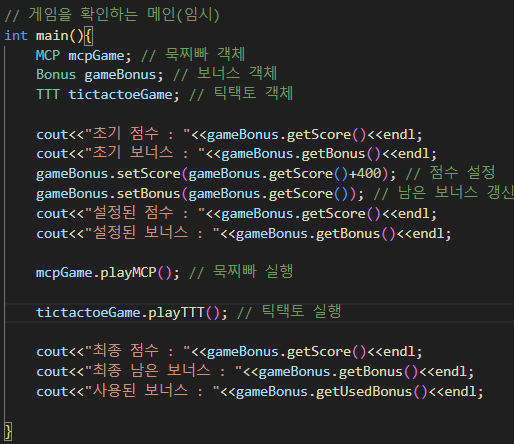 // 게임을 확인하는 메인(임시)
int main(){
MCP mcpGame; // 묵찌빠 객체
Bonus gameBonus; // 보너스 객체
TTT tictactoeGame; // 틱택토 객체
cout<<"초기 점수 : "<<gameBonus.getScore()<<endl;
cout<<"초기 보너스 : "<<gameBonus.getBonus()<<endl;
gameBonus.setScore(gameBonus.getScore()+400); // 점수 설정
gameBonus.setBonus(gameBonus.getScore()); // 남은 보너스 갱신
cout<<"설정된 점수 : "<<gameBonus.getScore()<<endl;
cout<<"설정된 보너스 : "<<gameBonus.getBonus()<<endl;
mcpGame.playMCP(); // 묵찌빠 실행
tictactoeGame.playTTT(); // 틱택토 실행
cout<<"최종 점수 : "<<gameBonus.getScore()<<endl;
cout<<"최종 남은 보너스 : "<<gameBonus.getBonus()<<endl;
cout<<"사용된 보너스 : "<<gameBonus.getUsedBonus()<<endl;
}